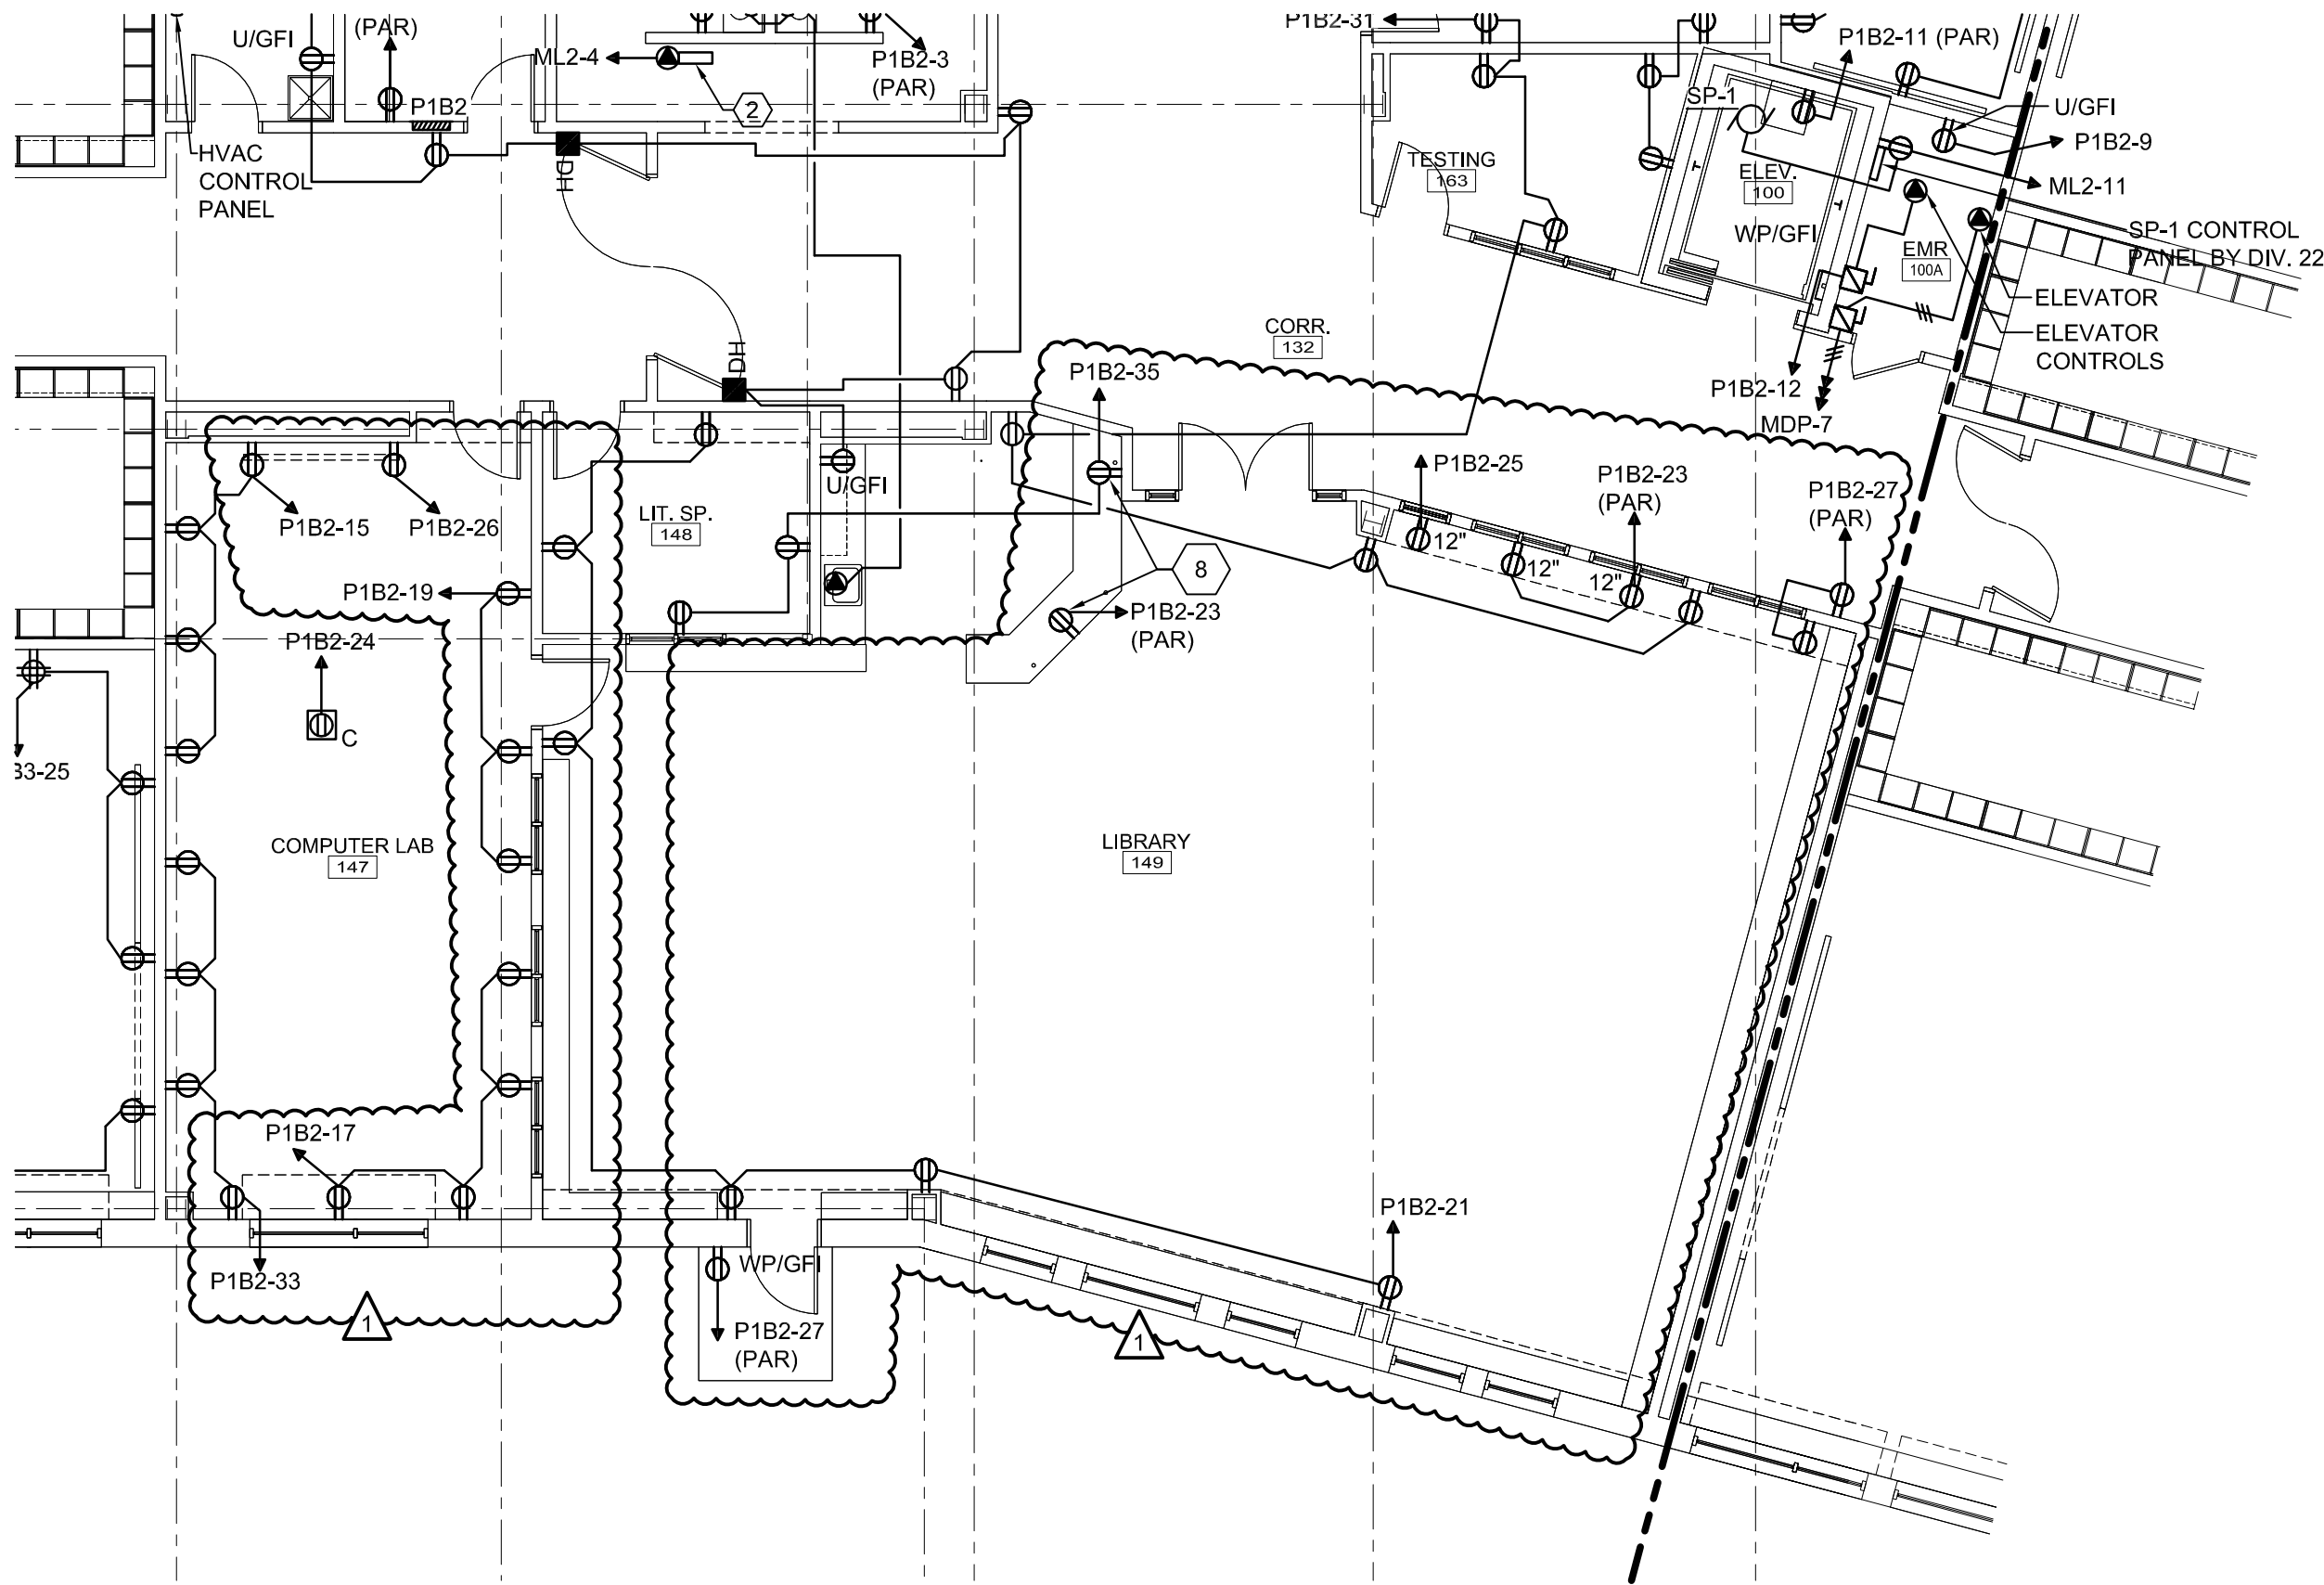 U/GFI
(PAR)
ML2-4
P1B2-3
(PAR)
P1B2-31
P1B2-11 (PAR)
P1B2
2
SP-1
U/GFI
P1B2-9
HVAC
CONTROL
PANEL
DH
TESTING
163
ELEV.
100
ML2-11
WP/GFI
EMR
100A
SP-1 CONTROL
PANEL BY DIV. 22
ELEVATOR
ELEVATOR
CONTROLS
CORR.
132
DH
P1B2-35
P1B2-12
MDP-7
P1B2-15
P1B2-26
U/GFI
LIT. SP.
148
P1B2-25
P1B2-23
(PAR)
P1B2-27
(PAR)
12"
12"
12"
8
P1B2-19
P1B2-23
(PAR)
P1B2-24
C
B3-25
COMPUTER LAB
147
LIBRARY
149
P1B2-17
P1B2-21
P1B2-33
WP/GFI
P1B2-27
(PAR)
1
1